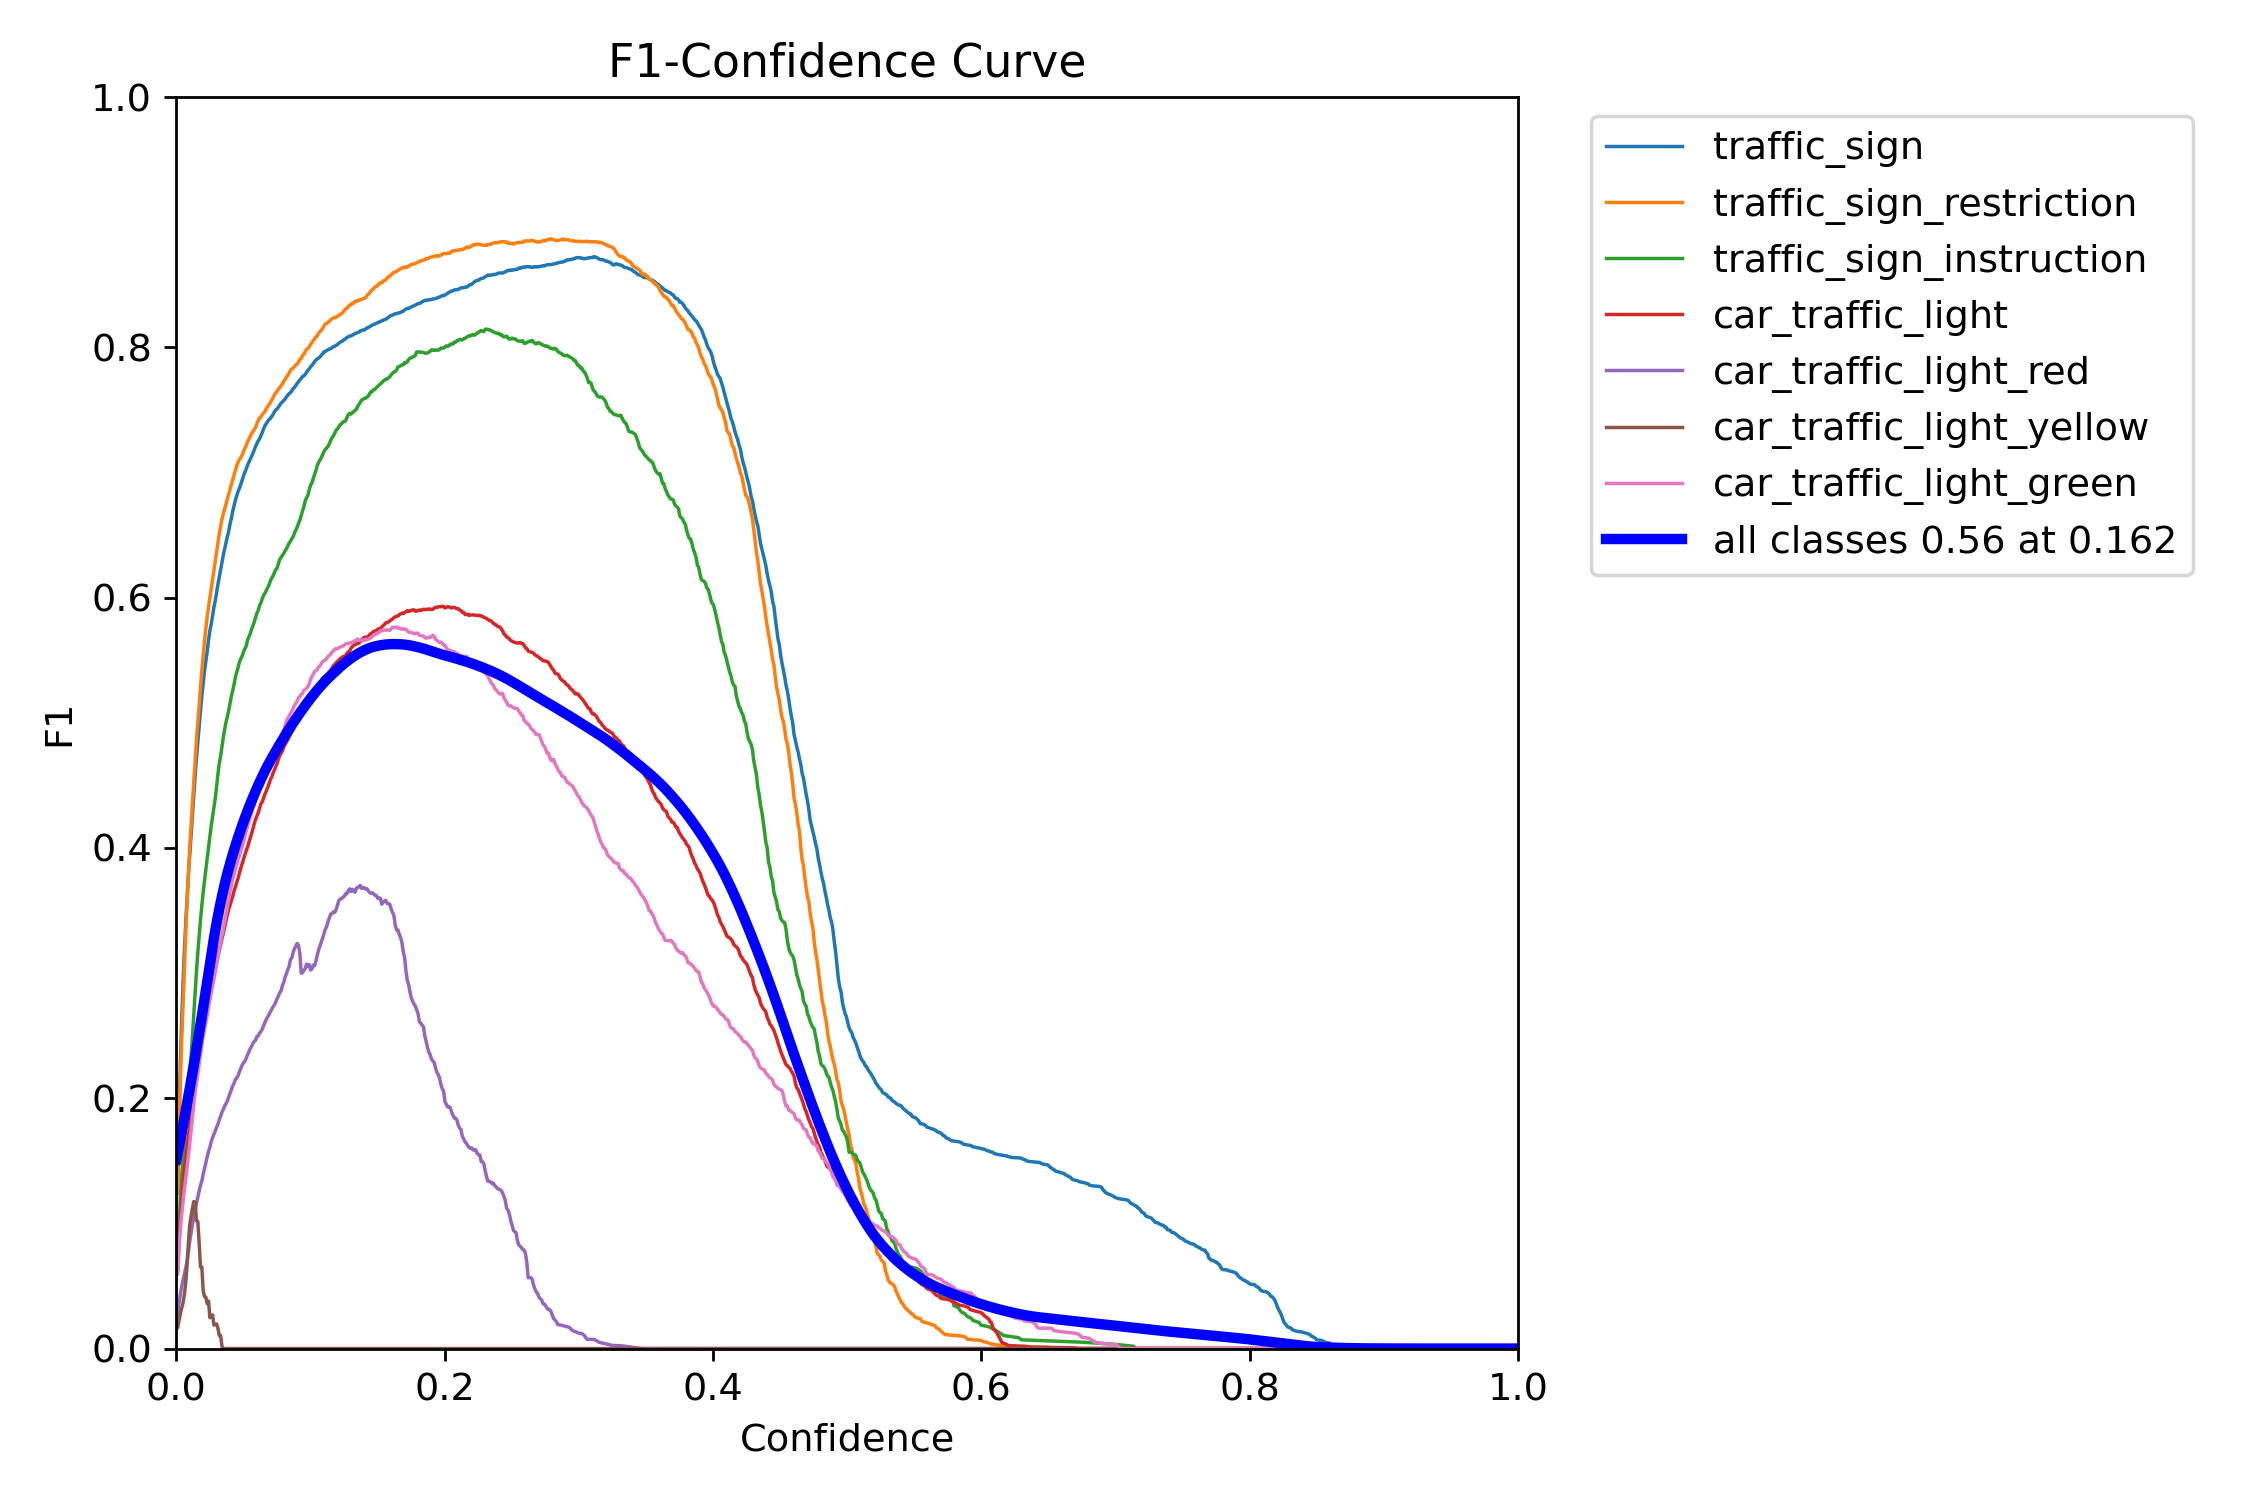 F1-Confidence Curve
1.0
0.8
0.6
0.4
0.2
0.0
F1
0.0 0.2 0.4 0.6 0.8 1.0
Confidence
traffic_sign
traffic_sign_restriction
traffic_sign_instruction
car_traffic_light
car_traffic_light_red
car_traffic_light_yellow
car_traffic_light_green
all classes 0.56 at 0.162